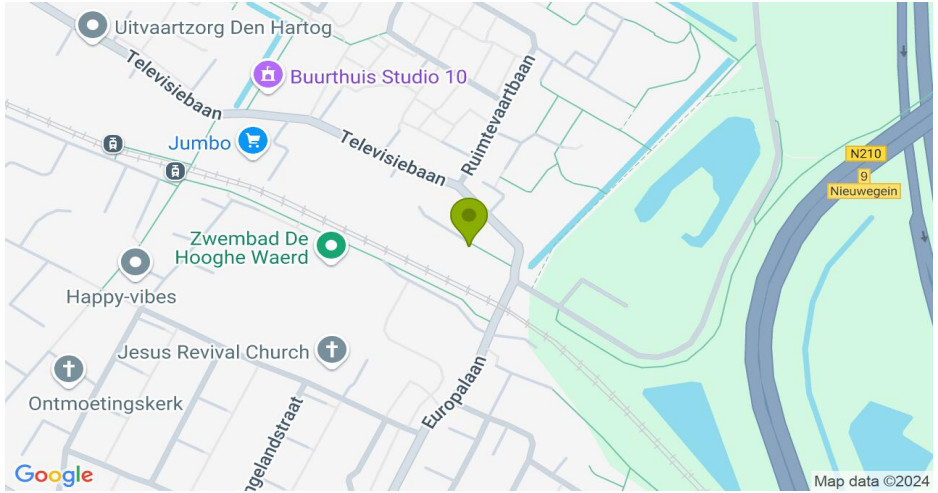 Uitvaartzorg Den Hartog
Televisiebaan
Buurthuis Studio 10
Jumbo
Televisiebaan
Ruimtevaartbaan
N210
9
Nieuwegein
Zwembad De
Hooghe Waerd
Happy-vibes
Jesus Revival Church
Ontmoetingskerk
Europalaan
ngelandstraat
Google
Map data ©2024